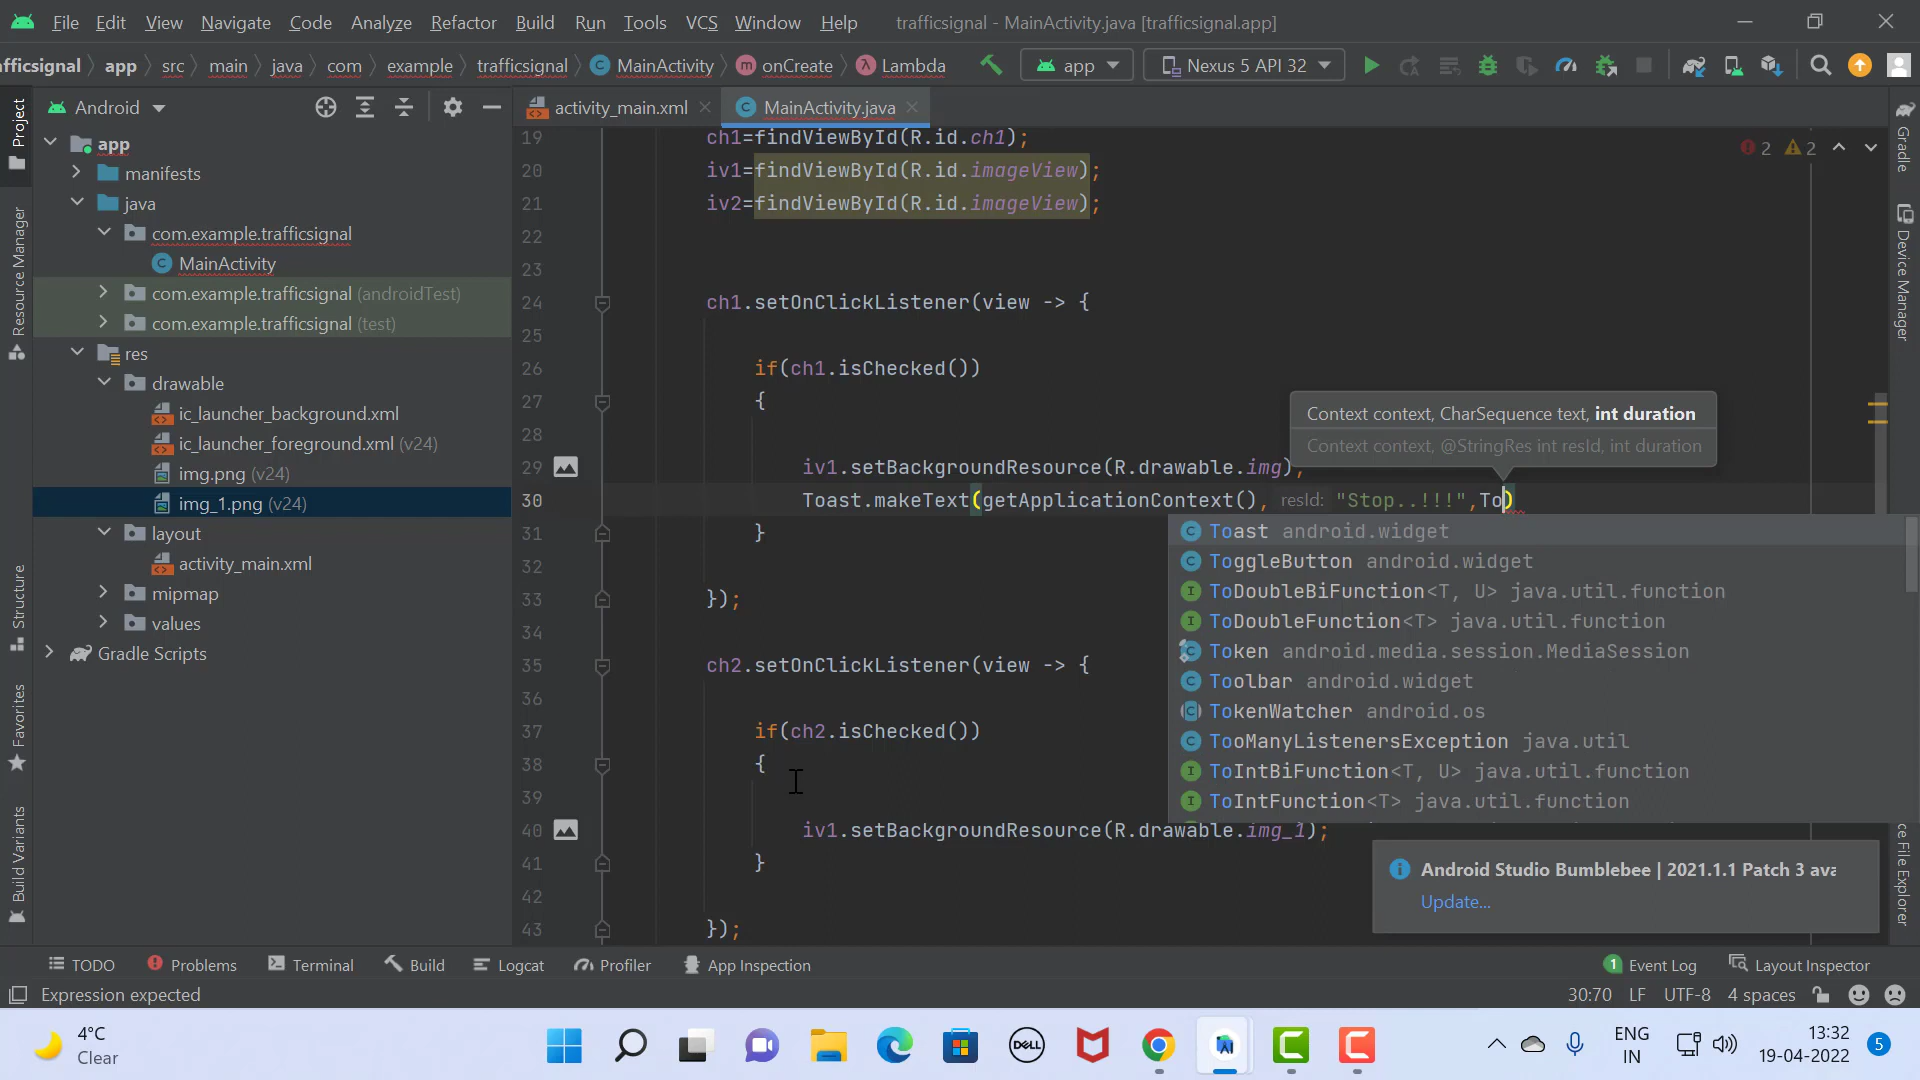 File Edit View Navigate Code Analyze Refactor Build Run Tools VCS Window Help trafficsignal - MainActivity.java [trafficsignal.app]
afficsignal app src main java com example trafficsignal MainActivity onCreate Lambda app Nexus 5 API 32
Project
Resource Manager
Structure
Favorites
Build Variants
Android
app
manifests
java
com.example.trafficsignal
MainActivity
com.example.trafficsignal (androidTest)
com.example.trafficsignal (test)
res
drawable
ic_launcher_background.xml
ic_launcher_foreground.xml (v24)
img.png (v24)
img_1.png (v24)
layout
activity_main.xml
mipmap
values
Gradle Scripts
activity_main.xml MainActivity.java
2 2
19 ch1=findViewById(R.id.ch1);
20 iv1=findViewById(R.id.imageView);
21 iv2=findViewById(R.id.imageView);
22
23
24 ch1.setOnClickListener(view -> {
25
26 if(ch1.isChecked())
27 {
28
29 iv1.setBackgroundResource(R.drawable.img);
30 Toast.makeText(getApplicationContext(), resId: "Stop..!!!",To)
31 }
32
33 });
34
35 ch2.setOnClickListener(view -> {
36
37 if(ch2.isChecked())
38 {
39
40 iv1.setBackgroundResource(R.drawable.img_1);
41 }
42
43 });
Context context, CharSequence text, int duration
Context context, @StringRes int resId, int duration
Toast android.widget
ToggleButton android.widget
ToDoubleBiFunction<T, U> java.util.function
ToDoubleFunction<T> java.util.function
Token android.media.session.MediaSession
Toolbar android.widget
TokenWatcher android.os
TooManyListenersException java.util
ToIntBiFunction<T, U> java.util.function
ToIntFunction<T> java.util.function
Android Studio Bumblebee | 2021.1.1 Patch 3 ava
Update...
Gradle
Device Manager
ce File Explorer
TODO Problems Terminal Build Logcat Profiler App Inspection 1 Event Log Layout Inspector
Expression expected 30:70 LF UTF-8 4 spaces
4°C
Clear
DELL
ENG
IN
13:32
19-04-2022
5